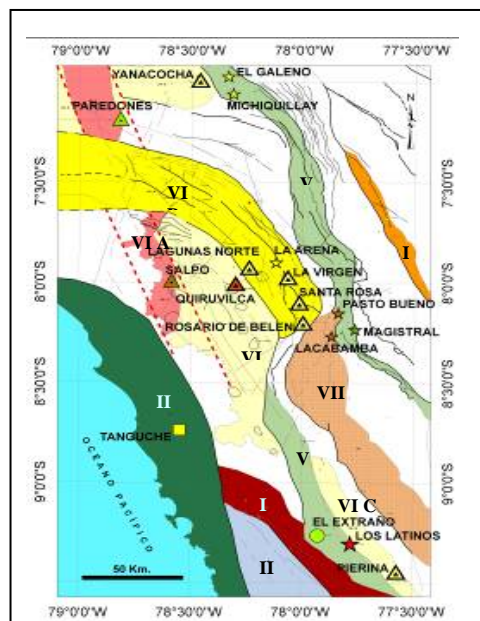 79°0'0"W 78°30'0"W 78°0'0"W 77°30'0"W
YANACOCHA
EL GALENO
MICHIQUILLAY
PAREDONES
N
7°30'0"S
7°30'0"S
V
VI
I
VI A
LAGUNAS NORTE
LA ARENA
SALPO
LA VIRGEN
8°0'0"S
8°0'0"S
QUIRUVILCA
SANTA ROSA
PASTO BUENO
ROSARIO DE BELEN
MAGISTRAL
LACABAMBA
VI
8°30'0"S
8°30'0"S
VII
II
TANGUCHE
OCEANO PACÍFICO
V
9°0'0"S
9°0'0"S
I
VI C
EL EXTRAÑO
LOS LATINOS
II
PIERINA
50 Km.
79°0'0"W 78°30'0"W 78°0'0"W 77°30'0"W